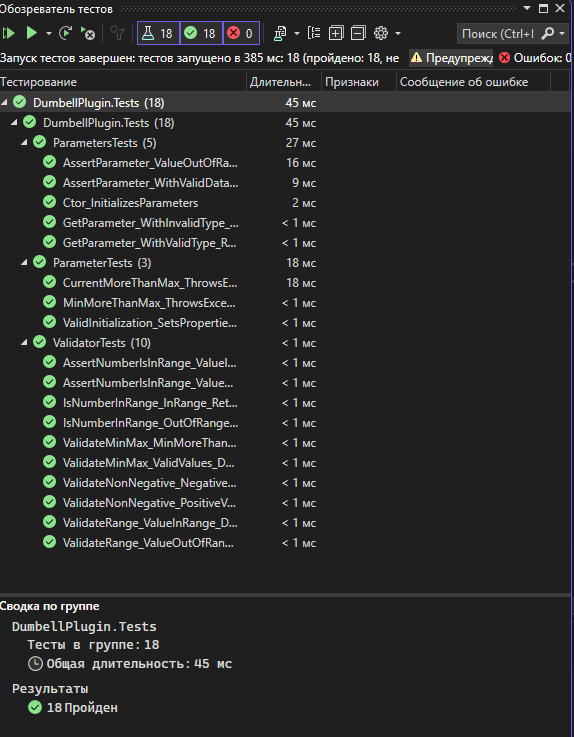 Обозреватель тестов
18 18 0 Поиск (Ctrl+I
Запуск тестов завершен: тестов запущено в 385 мс: 18 (пройдено: 18, не Предупрежд Ошибок: 0
Тестирование Длительн... Признаки Сообщение об ошибке
DumbellPlugin.Tests (18) 45 мс
DumbellPlugin.Tests (18) 45 мс
ParametersTests (5) 27 мс
AssertParameter_ValueOutOfRa... 16 мс
AssertParameter_WithValidData... 9 мс
Ctor_InitializesParameters 2 мс
GetParameter_WithInvalidType_... < 1 мс
GetParameter_WithValidType_R... < 1 мс
ParameterTests (3) 18 мс
CurrentMoreThanMax_ThrowsE... 18 мс
MinMoreThanMax_ThrowsExce... < 1 мс
ValidInitialization_SetsPropertie... < 1 мс
ValidatorTests (10) < 1 мс
AssertNumberIsInRange_ValueI... < 1 мс
AssertNumberIsInRange_Value... < 1 мс
IsNumberInRange_InRange_Ret... < 1 мс
IsNumberInRange_OutOfRange... < 1 мс
ValidateMinMax_MinMoreThan... < 1 мс
ValidateMinMax_ValidValues_D... < 1 мс
ValidateNonNegative_Negative... < 1 мс
ValidateNonNegative_PositiveV... < 1 мс
ValidateRange_ValueInRange_D... < 1 мс
ValidateRange_ValueOutOfRan... < 1 мс
Сводка по группе
DumbellPlugin.Tests
Тесты в группе: 18
Общая длительность: 45 мс
Результаты
18 Пройден